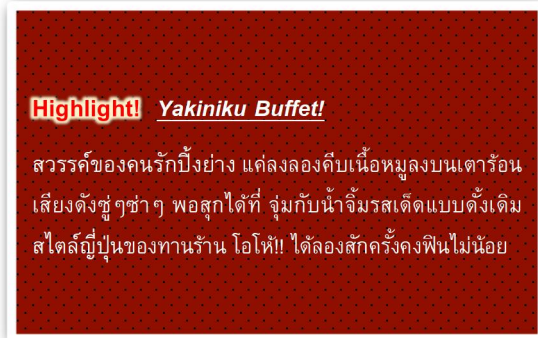 Highlight! Yakiniku Buffet!
สวรรค์ของคนรักปิ้งย่าง แค่ลงลองคีบเนื้อหมูลงบนเตาร้อน
เสียงดังซู่ๆซ่าๆ พอสุกได้ที่ จุ่มกับน้ำจิ้มรสเด็ดแบบดั้งเดิม
สไตล์ญี่ปุ่นของทานร้าน โอโห้!! ได้ลองสักครั้งคงฟินไม่น้อย